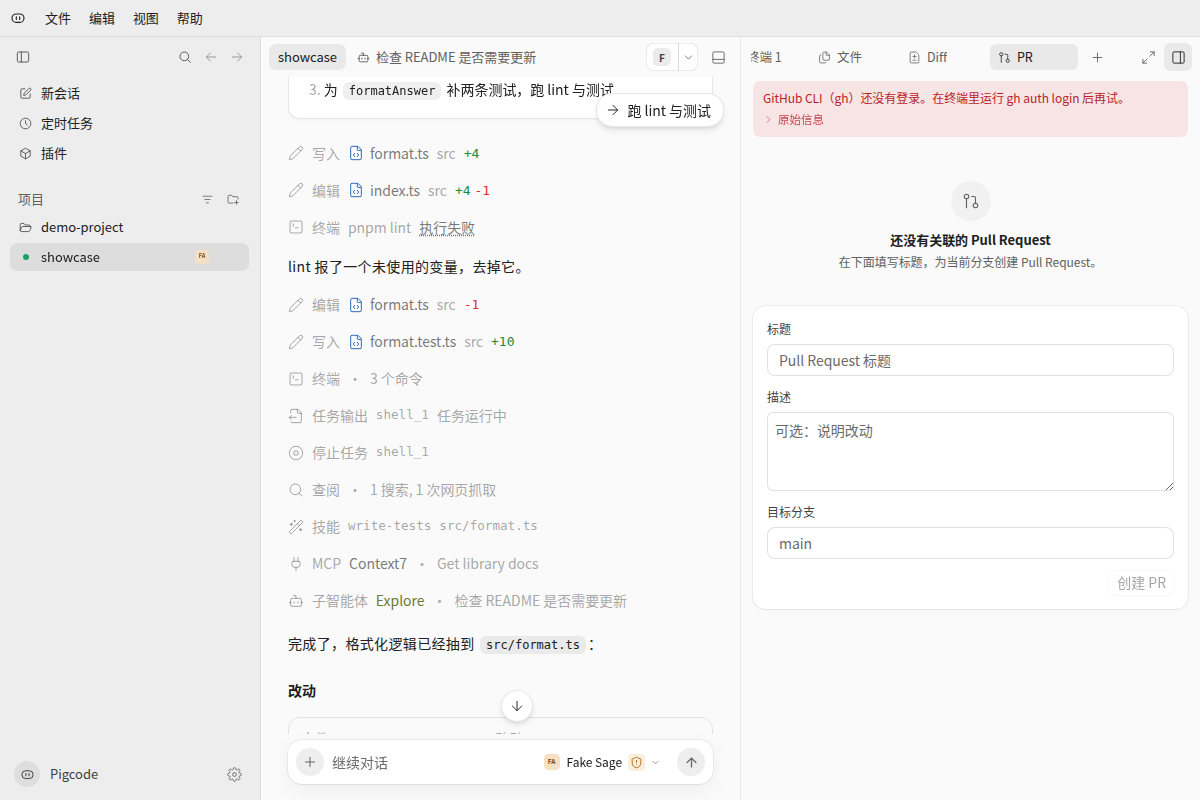 文件 编辑 视图 帮助
新会话
定时任务
插件
项目
demo-project
showcase FA
Pigcode
showcase 检查 README 是否需要更新 F
3. 为 formatAnswer 补两条测试，跑 lint 与测试
跑 lint 与测试
写入 format.ts src +4
编辑 index.ts src +4 -1
终端 pnpm lint 执行失败
lint 报了一个未使用的变量，去掉它。
编辑 format.ts src -1
写入 format.test.ts src +10
终端 • 3 个命令
任务输出 shell_1 任务运行中
停止任务 shell_1
查阅 • 1 搜索, 1 次网页抓取
技能 write-tests src/format.ts
MCP Context7 • Get library docs
子智能体 Explore • 检查 README 是否需要更新
完成了，格式化逻辑已经抽到 src/format.ts：
改动
继续对话 FA Fake Sage
终端 1 文件 Diff PR
GitHub CLI（gh）还没有登录。在终端里运行 gh auth login 后再试。
原始信息
还没有关联的 Pull Request
在下面填写标题，为当前分支创建 Pull Request。
标题
Pull Request 标题
描述
可选：说明改动
目标分支
main
创建 PR